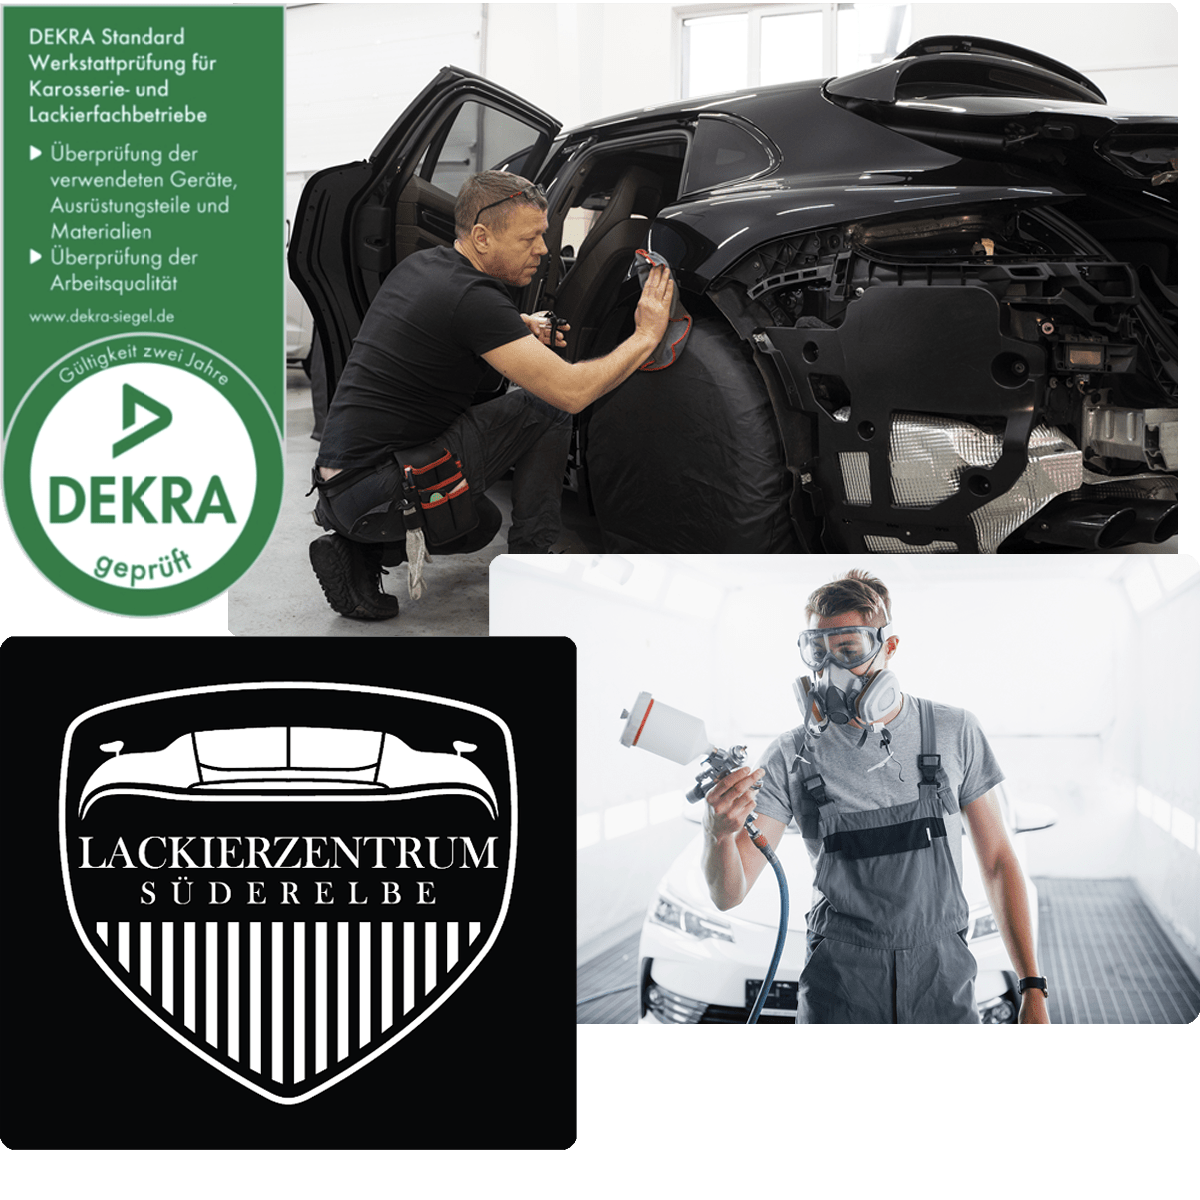 DEKRA Standard
Werkstattprüfung für
Karosserie- und
Lackierfachbetriebe
Überprüfung der
verwendeten Geräte,
Ausrüstungsteile und
Materialien
Überprüfung der
Arbeitsqualität
www.dekra-siegel.de
Gültigkeit zwei Jahre
DEKRA
geprüft
LACKIERZENTRUM
SÜDERELBE